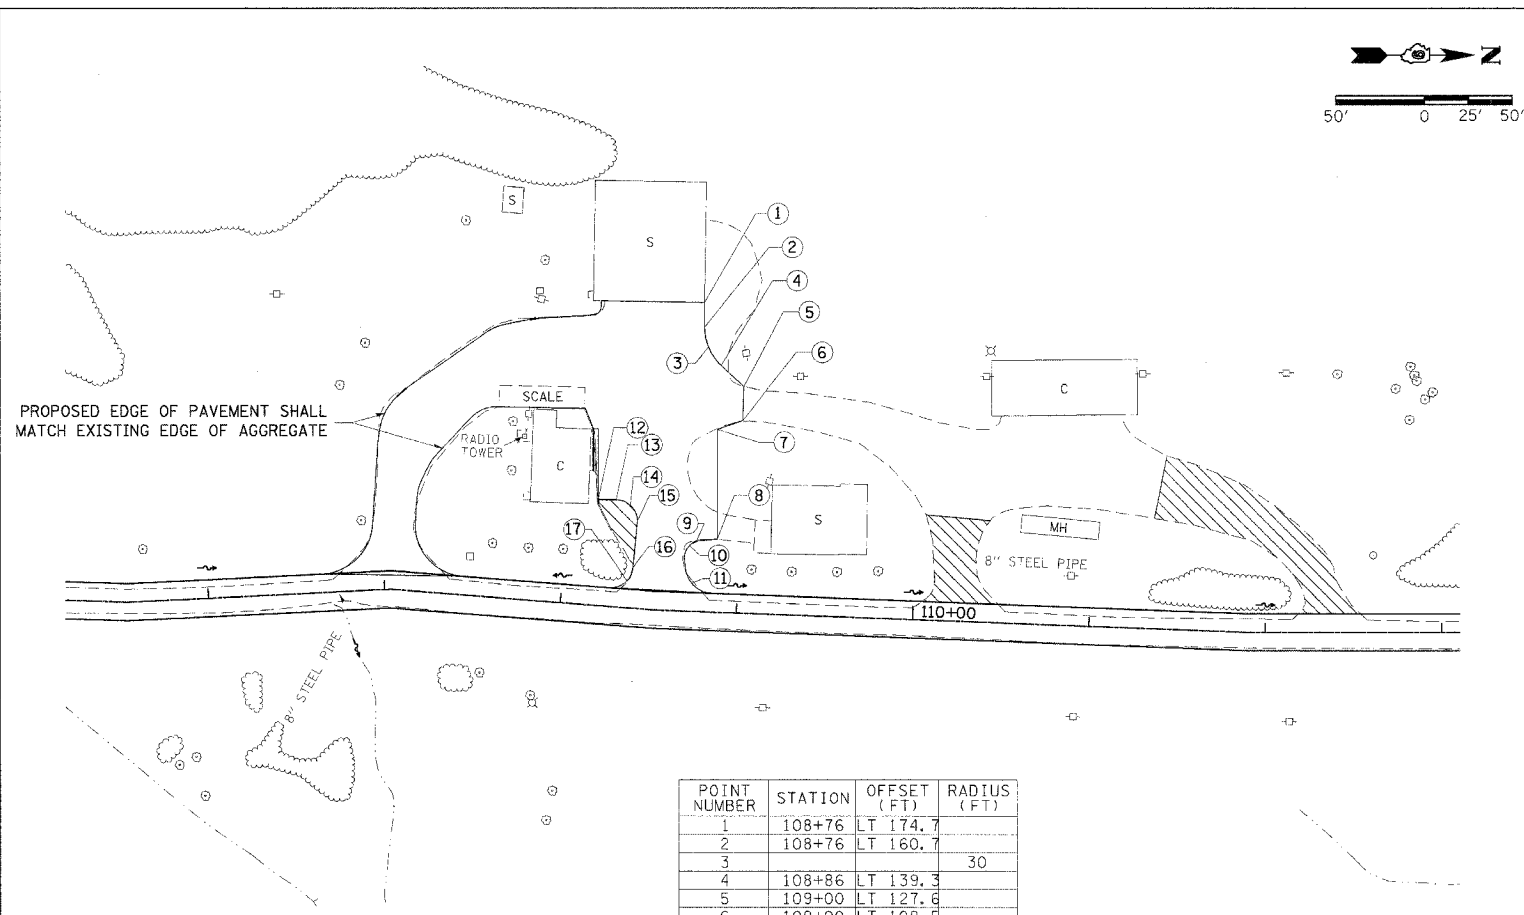 N
50' 0 25' 50'
S
S
1
2
4
5
3
6
C
SCALE
PROPOSED EDGE OF PAVEMENT SHALL
MATCH EXISTING EDGE OF AGGREGATE
RADIO
TOWER
C
12
13
7
14
15
8
9
S
17
16
10
11
MH
8" STEEL PIPE
110+00
8" STEEL PIPE
POINT NUMBER STATION OFFSET (FT) RADIUS (FT)
1 108+76 LT 174.7
2 108+76 LT 160.7
3 30
4 108+86 LT 139.3
5 109+00 LT 127.6